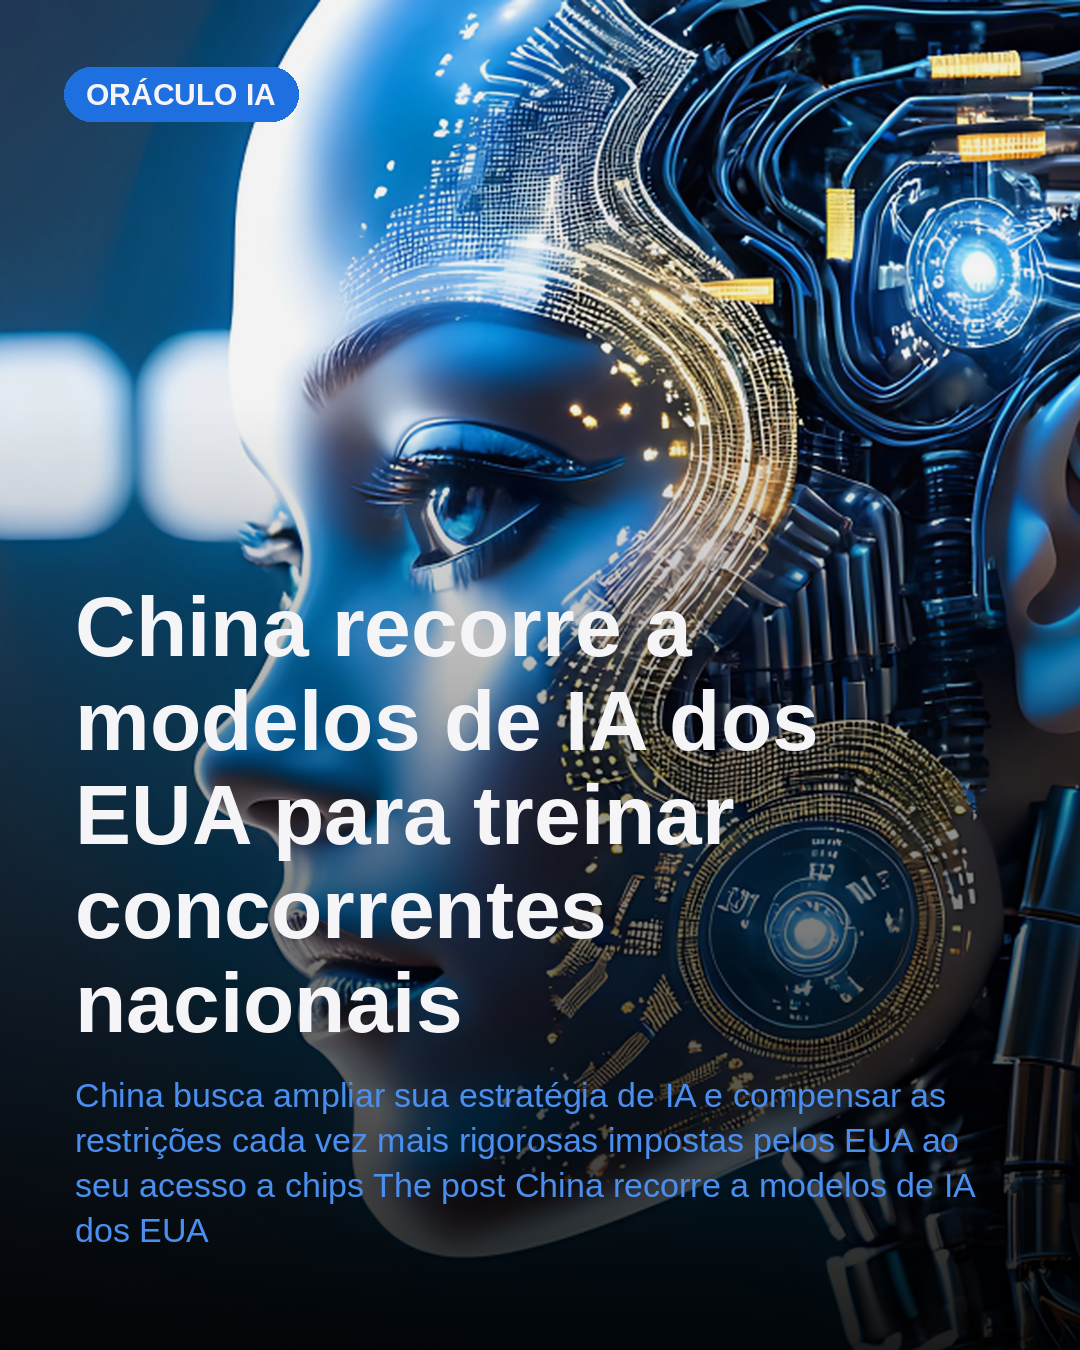 ORÁCULO IA
China recorre a
modelos de IA dos
EUA para treinar
concorrentes
nacionais
China busca ampliar sua estratégia de IA e compensar as
restrições cada vez mais rigorosas impostas pelos EUA ao
seu acesso a chips The post China recorre a modelos de IA
dos EUA